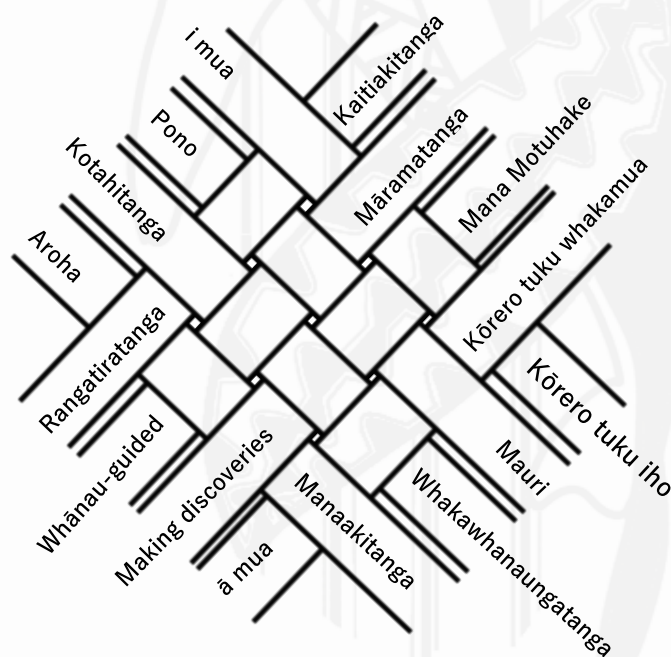 i mua
Kaitiakitanga
Pono
Māramatanga
Kotahitanga
Mana Motuhake
Aroha
Kōrero tuku whakamua
Rangatiratanga
Kōrero tuku iho
Whānau-guided
Mauri
Making discoveries
Whakawhanaungatanga
Manaakitanga
ā mua